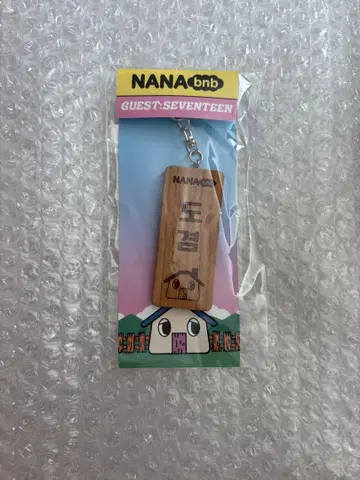 NANA bnb
GUEST:SEVENTEEN
NANA bnb
도
겸